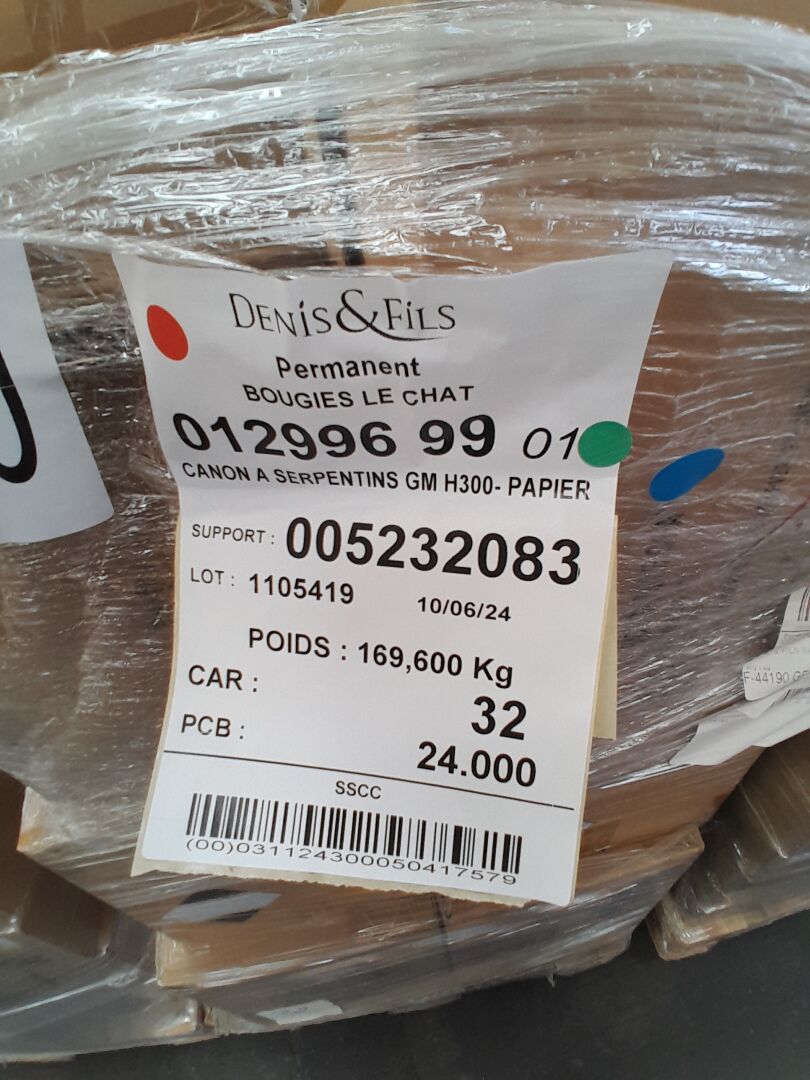 DENIS&FILS
Permanent
BOUGIES LE CHAT
012996 99 01
CANON A SERPENTINS GM H300- PAPIER
SUPPORT : 005232083
LOT : 1105419 10/06/24
POIDS : 169,600 Kg
CAR : 32
PCB : 24.000
SSCC
(00)031124300050417579
F-44190